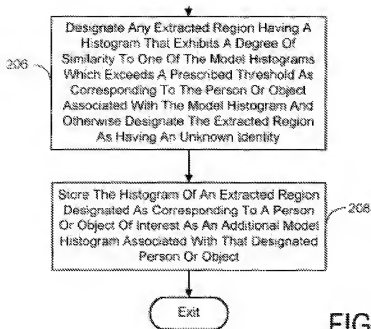 Designate Any Extracted Region Having A
Histogram That Exhibits A Degree Of
Similarity To One Of The Model Histograms
Which Exceeds A Prescribed Threshold As
Corresponding To The Person Or Object
Associated With The Model Histogram And
Otherwise Designate The Extracted Region
As Having An Unknown Identity
206
Store The Histogram Of An Extracted Region
Designated As Corresponding To A Person
Or Object Of Interest As An Additional Model
Histogram Associated With That Designated
Person Or Object
208
Exit
FIG